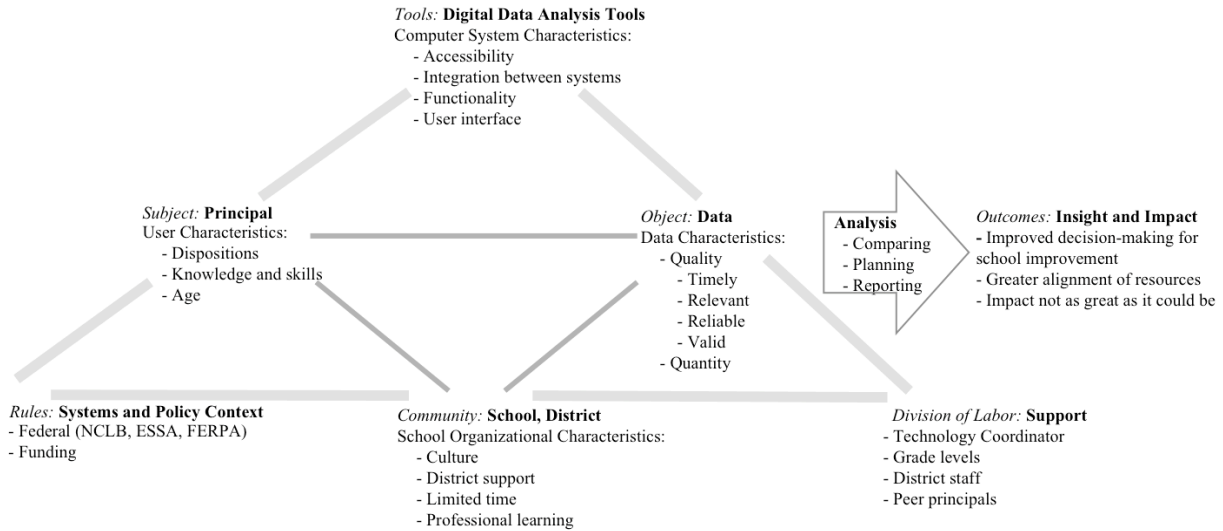 Tools: Digital Data Analysis Tools
Computer System Characteristics:
- Accessibility
- Integration between systems
- Functionality
- User interface
Subject: Principal
User Characteristics:
- Dispositions
- Knowledge and skills
- Age
Object: Data
Data Characteristics:
- Quality
- Timely
- Relevant
- Reliable
- Valid
- Quantity
Analysis
- Comparing
- Planning
- Reporting
Outcomes: Insight and Impact
- Improved decision-making for
school improvement
- Greater alignment of resources
- Impact not as great as it could be
Rules: Systems and Policy Context
- Federal (NCLB, ESSA, FERPA)
- Funding
Community: School, District
School Organizational Characteristics:
- Culture
- District support
- Limited time
- Professional learning
Division of Labor: Support
- Technology Coordinator
- Grade levels
- District staff
- Peer principals